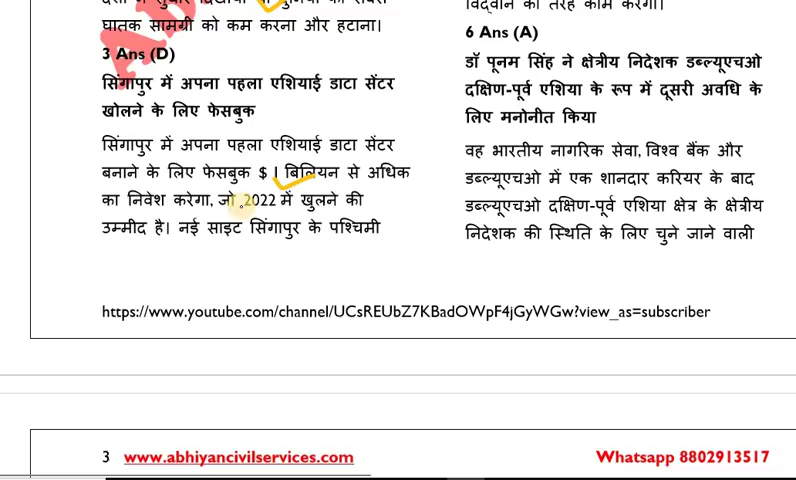 घातक सामग्री को कम करना और हटाना।
3 Ans (D)
सिंगापुर में अपना पहला एशियाई डाटा सेंटर
खोलने के लिए फेसबुक
सिंगापुर में अपना पहला एशियाई डाटा सेंटर
बनाने के लिए फेसबुक $ 1 बिलियन से अधिक
का निवेश करेगा, जो 2022 में खुलने की
उम्मीद है। नई साइट सिंगापुर के पश्चिमी
विद्वान की तरह काम करेगा।
6 Ans (A)
डॉ पूनम सिंह ने क्षेत्रीय निदेशक डब्ल्यूएचओ
दक्षिण-पूर्व एशिया के रूप में दूसरी अवधि के
लिए मनोनीत किया
वह भारतीय नागरिक सेवा, विश्व बैंक और
डब्ल्यूएचओ में एक शानदार करियर के बाद
डब्ल्यूएचओ दक्षिण-पूर्व एशिया क्षेत्र के क्षेत्रीय
निदेशक की स्थिति के लिए चुने जाने वाली
https://www.youtube.com/channel/UCsREUbZ7KBadOWpF4jGyWGw?view_as=subscriber
3 www.abhiyancivilservices.com
Whatsapp 8802913517